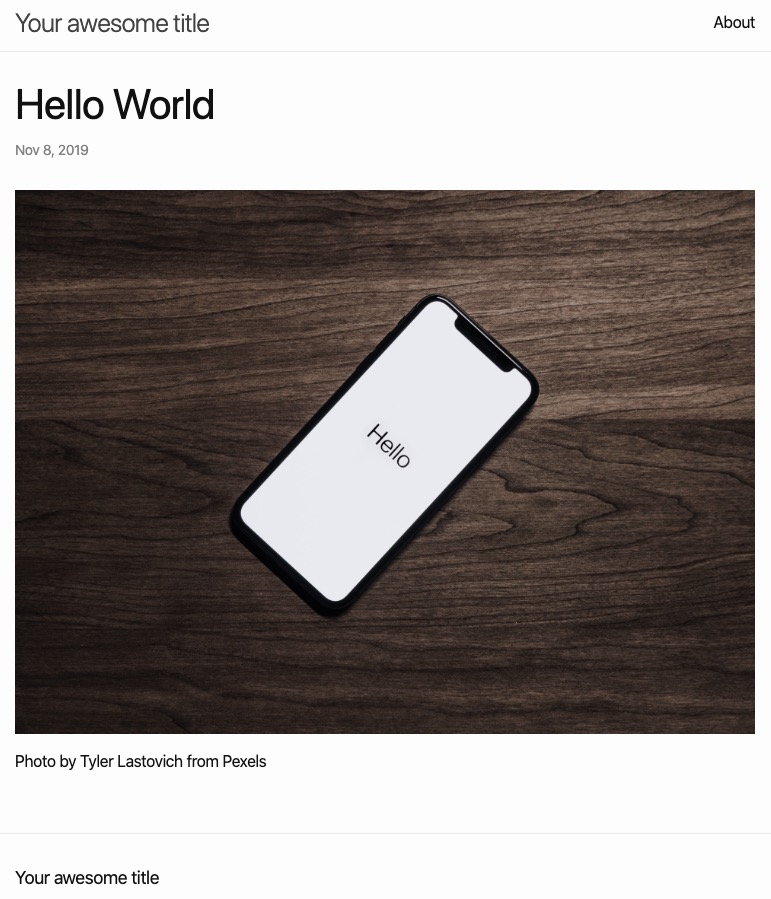 Your awesome title
About
Hello World
Nov 8, 2019
Hello
Photo by Tyler Lastovich from Pexels
Your awesome title